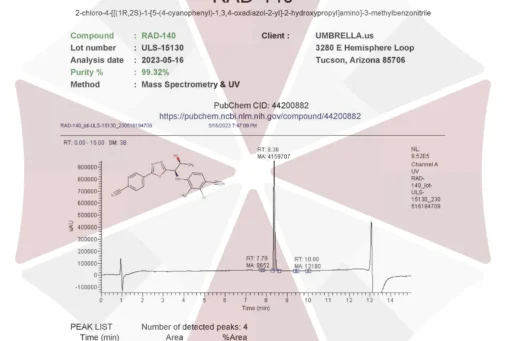 RAD-140
2-chloro-4-[[(1R,2S)-1-[5-(4-cyanophenyl)-1,3,4-oxadiazol-2-yl]-2-hydroxypropyl]amino]-3-methylbenzonitrile
Compound : RAD-140
Lot number : ULS-15130
Analysis date : 2023-05-16
Purity % : 99.32%
Method : Mass Spectrometry & UV
Client : UMBRELLA.us
3280 E Hemisphere Loop
Tucson, Arizona 85706
PubChem CID: 44200882
https://pubchem.ncbi.nlm.nih.gov/compound/44200882
RAD-140_lot-ULS-15130_230516194709
5/16/2023 7:47:09 PM
RT: 0.00 - 15.00 SM: 3B
RT: 8.36
MA: 4159707
NL:
9.52E5
Channel A
UV
RAD-
140_lot-
ULS-
15130_230
516194709
900000
800000
700000
600000
500000
400000
300000
200000
100000
0
-100000
uAU
RT: 7.79
MA: 8652
RT: 10.00
MA: 12180
0 1 2 3 4 5 6 7 8 9 10 11 12 13 14
Time (min)
PEAK LIST
Number of detected peaks: 4
Time (min) Area %Area